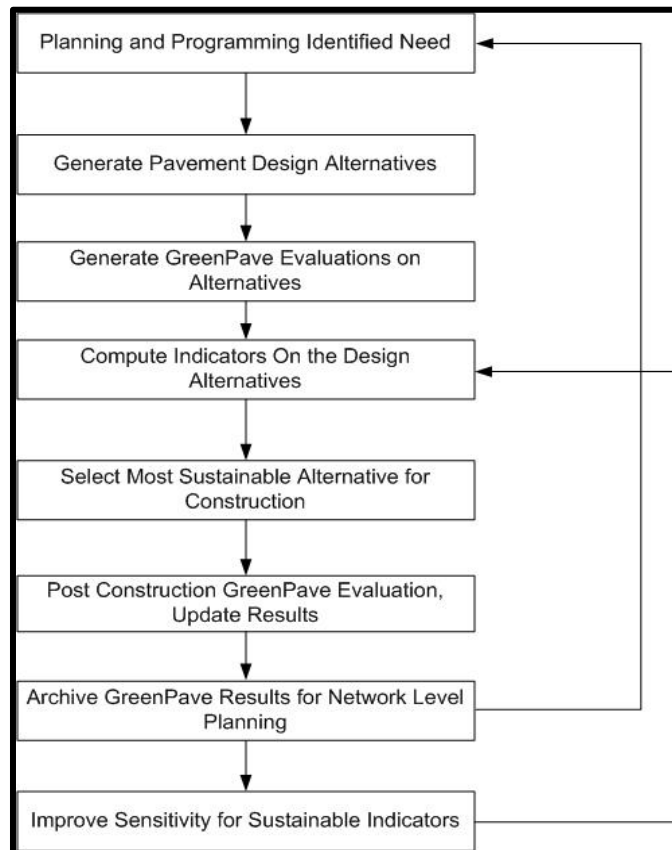 Planning and Programming Identified Need
Generate Pavement Design Alternatives
Generate GreenPave Evaluations on
Alternatives
Compute Indicators On the Design
Alternatives
Select Most Sustainable Alternative for
Construction
Post Construction GreenPave Evaluation,
Update Results
Archive GreenPave Results for Network Level
Planning
Improve Sensitivity for Sustainable Indicators